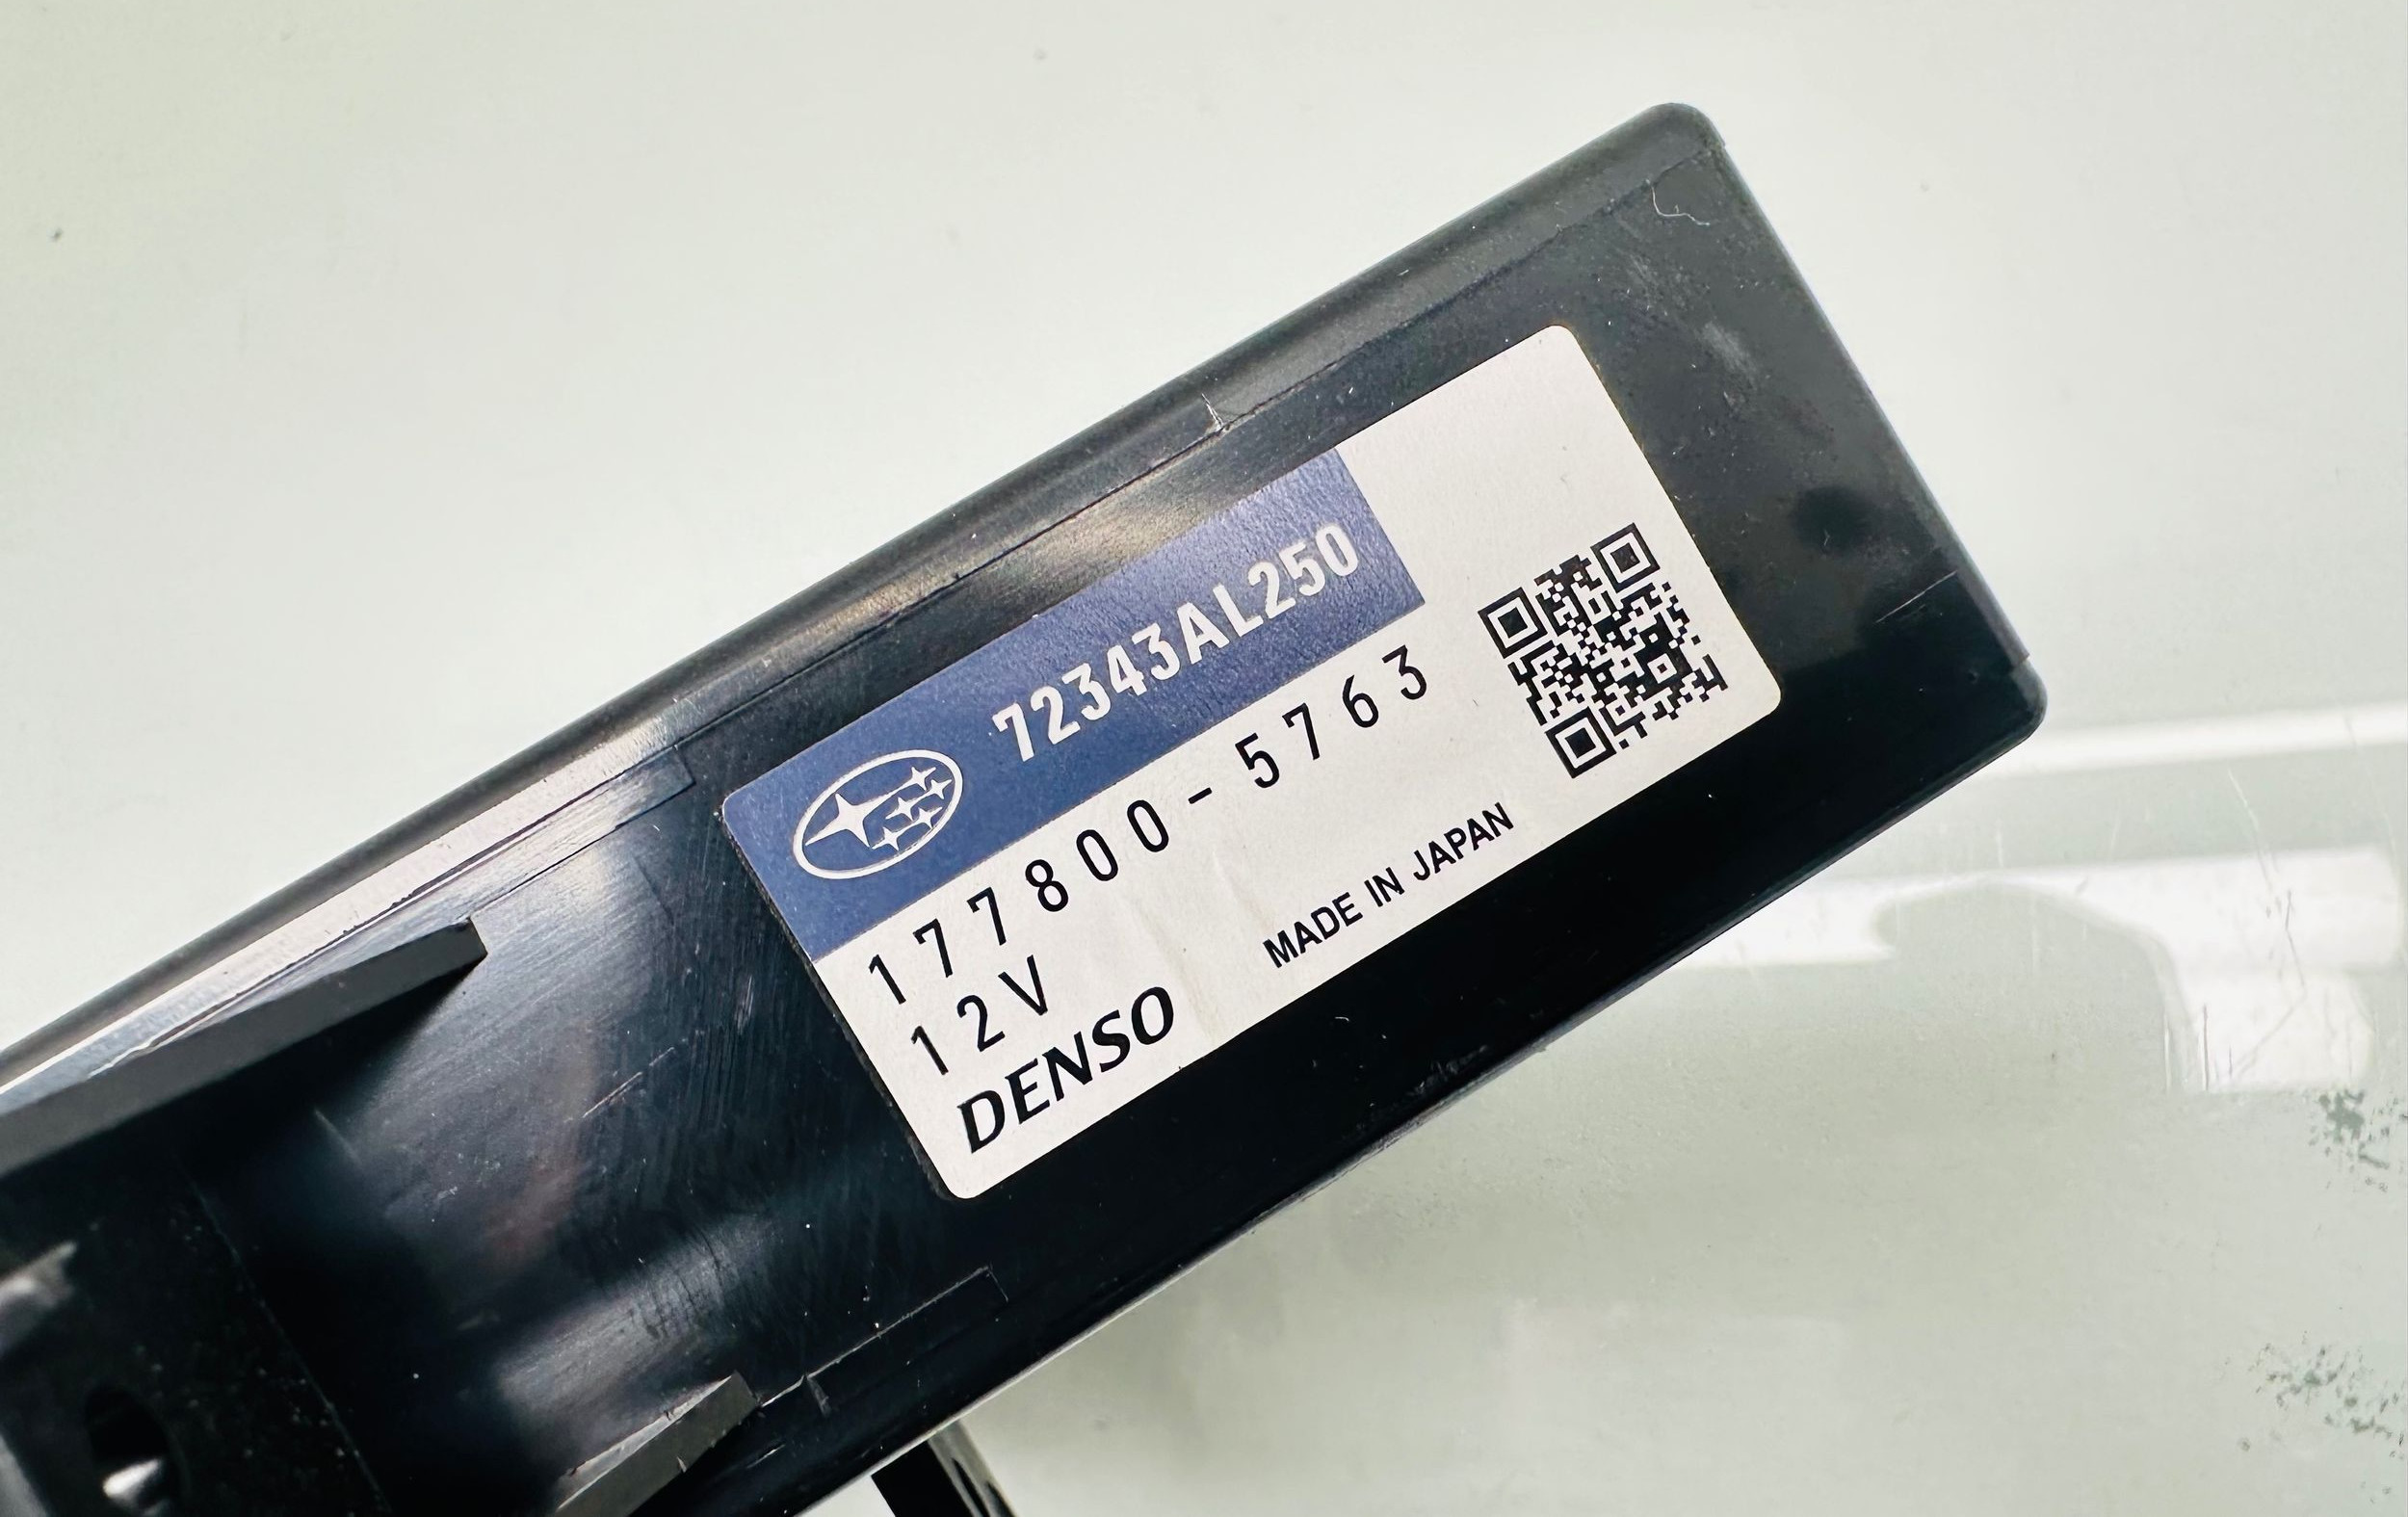 72343AL250
177800-5763
12V
DENSO
MADE IN JAPAN